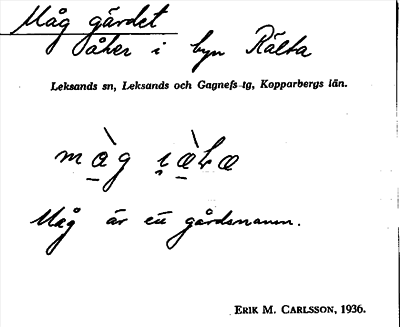 Måg gärdet
åker i byn Rälta
Leksands sn, Leksands och Gagnefs tg, Kopparbergs län.
Måg är ett gårdsnamn.
ERIK M. CARLSSON, 1936.